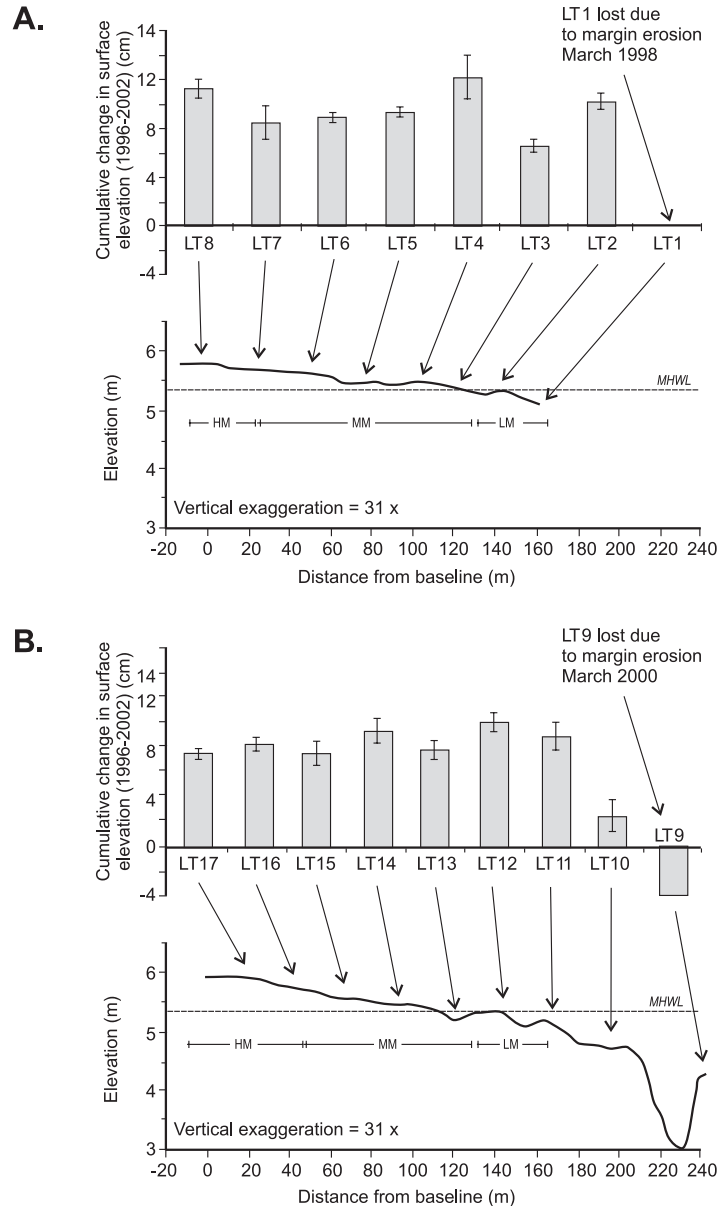 A.
LT1 lost due
to margin erosion
March 1998
Cumulative change in surface
elevation (1996-2002) (cm)
14
12
8
4
0
-4
LT8 LT7 LT6 LT5 LT4 LT3 LT2 LT1
Elevation (m)
6
5
4
3
MHWL
HM MM LM
Vertical exaggeration = 31 x
-20 0 20 40 60 80 100 120 140 160 180 200 220 240
Distance from baseline (m)
B.
LT9 lost due
to margin erosion
March 2000
Cumulative change in surface
elevation (1996-2002) (cm)
14
12
8
4
0
-4
LT9
LT17 LT16 LT15 LT14 LT13 LT12 LT11 LT10
Elevation (m)
6
5
4
3
MHWL
HM MM LM
Vertical exaggeration = 31 x
-20 0 20 40 60 80 100 120 140 160 180 200 220 240
Distance from baseline (m)